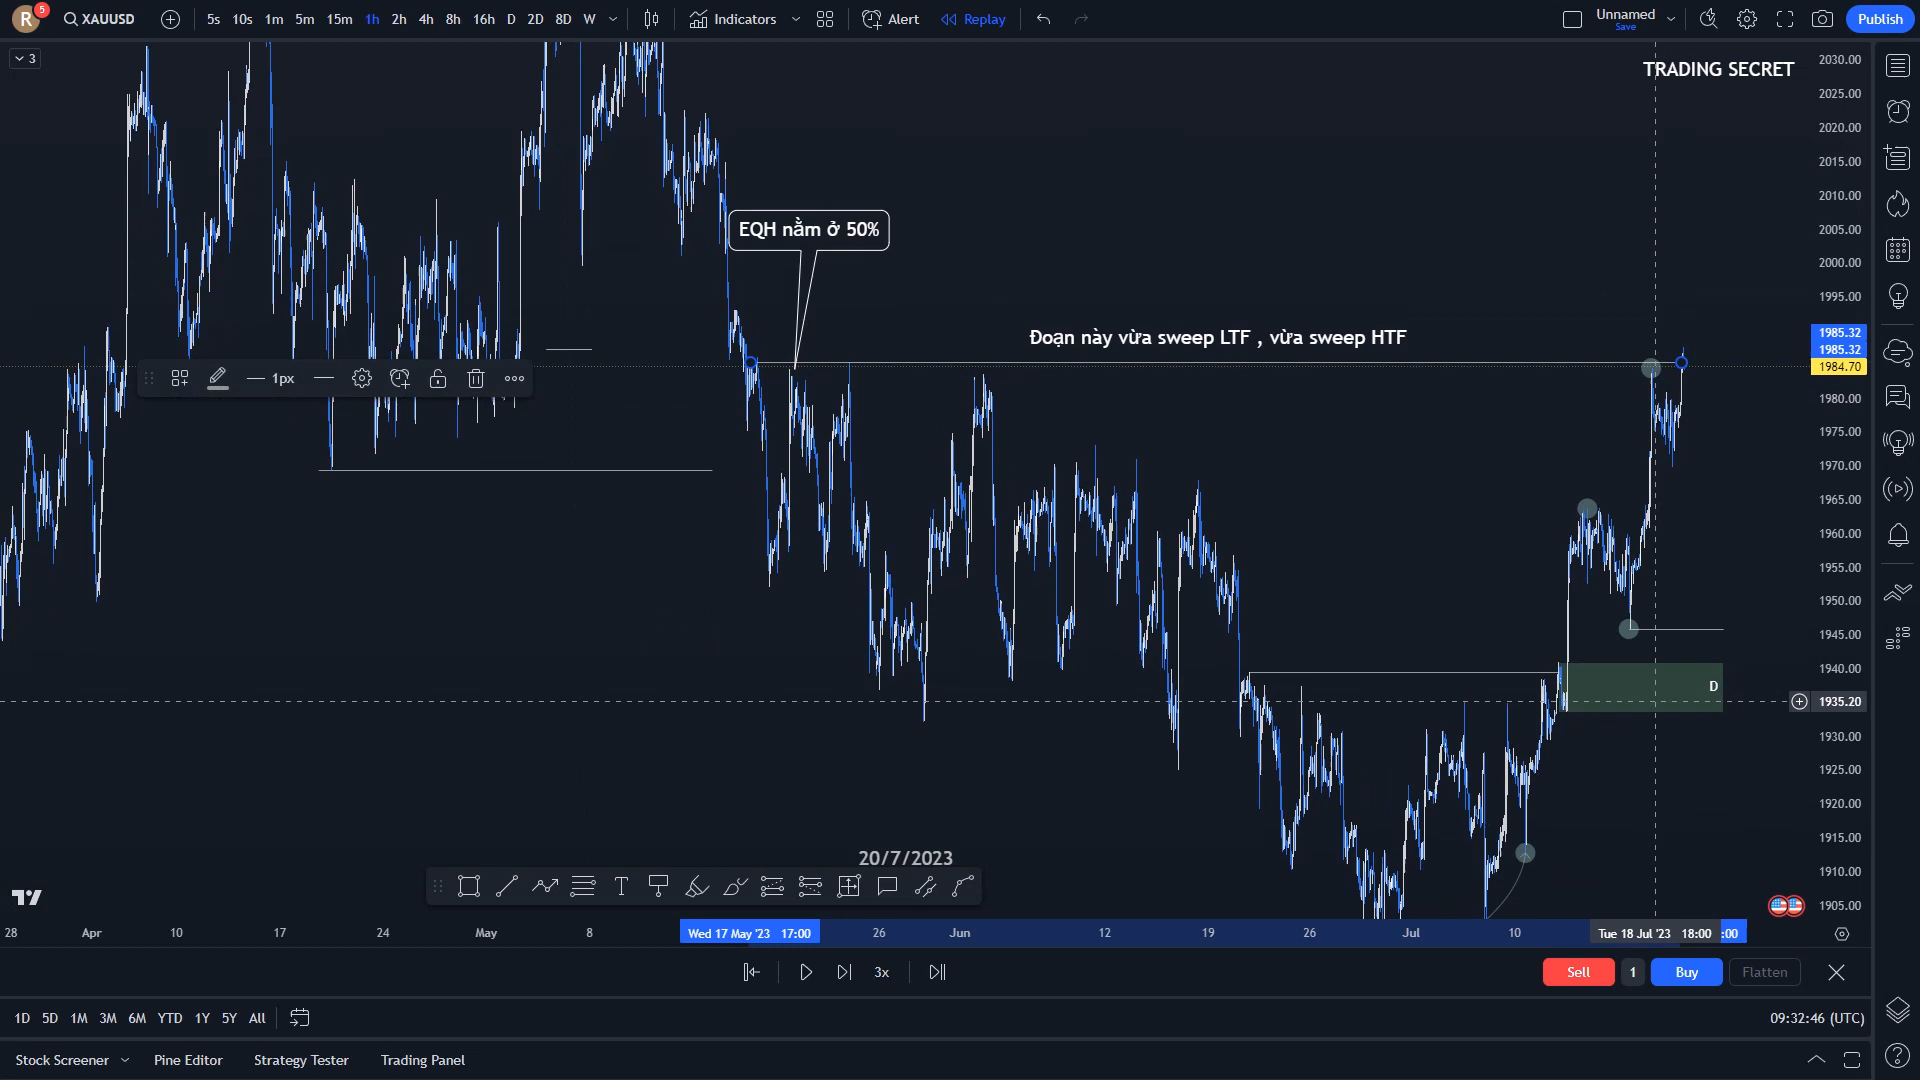 R 5 XAUUSD 5s 10s 1m 5m 15m 1h 2h 4h 8h 16h D 2D 8D W Indicators Alert Replay Unnamed Publish
Save
3
TRADING SECRET
2030.00
2025.00
2020.00
2015.00
2010.00
EQH nằm ở 50%
2005.00
2000.00
1995.00
Đoạn này vừa sweep LTF , vừa sweep HTF
1985.32
1985.32
1984.70
1px
1980.00
1975.00
1970.00
1965.00
1960.00
1955.00
1950.00
1945.00
1940.00
D
1935.20
1930.00
1925.00
1920.00
1915.00
20/7/2023
1910.00
1905.00
28 Apr 10 17 24 May 8 Wed 17 May '23 17:00 26 Jun 12 19 26 Jul 10 Tue 18 Jul '23 18:00 :00
3x Sell 1 Buy Flatten
1D 5D 1M 3M 6M YTD 1Y 5Y All 09:32:46 (UTC)
Stock Screener Pine Editor Strategy Tester Trading Panel